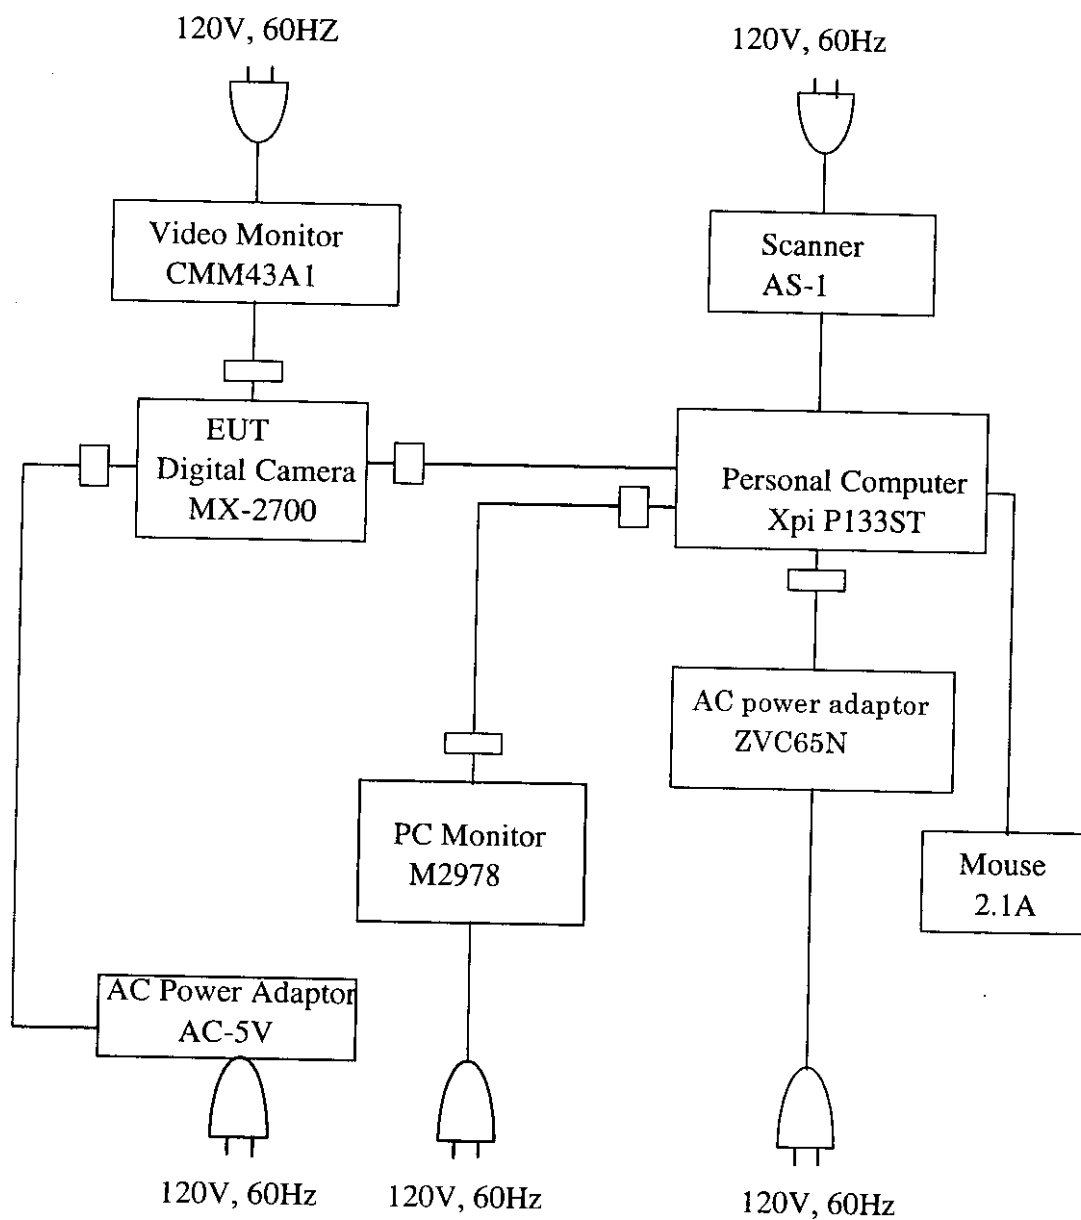 120V, 60HZ
120V, 60Hz
Video Monitor
CMM43A1
Scanner
AS-1
EUT
Digital Camera
MX-2700
Personal Computer
Xpi P133ST
AC power adaptor
ZVC65N
PC Monitor
M2978
Mouse
2.1A
AC Power Adaptor
AC-5V
120V, 60Hz
120V, 60Hz
120V, 60Hz